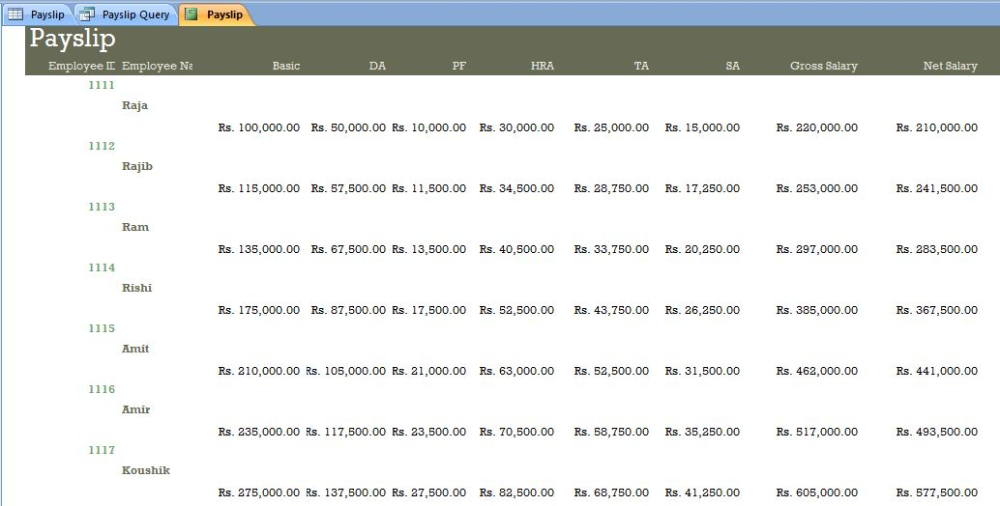 Payslip Payslip Query Payslip
Payslip
Employee ID Employee Na Basic DA PF HRA TA SA Gross Salary Net Salary
1111
Raja
Rs. 100,000.00 Rs. 50,000.00 Rs. 10,000.00 Rs. 30,000.00 Rs. 25,000.00 Rs. 15,000.00 Rs. 220,000.00 Rs. 210,000.00
1112
Rajib
Rs. 115,000.00 Rs. 57,500.00 Rs. 11,500.00 Rs. 34,500.00 Rs. 28,750.00 Rs. 17,250.00 Rs. 253,000.00 Rs. 241,500.00
1113
Ram
Rs. 135,000.00 Rs. 67,500.00 Rs. 13,500.00 Rs. 40,500.00 Rs. 33,750.00 Rs. 20,250.00 Rs. 297,000.00 Rs. 283,500.00
1114
Rishi
Rs. 175,000.00 Rs. 87,500.00 Rs. 17,500.00 Rs. 52,500.00 Rs. 43,750.00 Rs. 26,250.00 Rs. 385,000.00 Rs. 367,500.00
1115
Amit
Rs. 210,000.00 Rs. 105,000.00 Rs. 21,000.00 Rs. 63,000.00 Rs. 52,500.00 Rs. 31,500.00 Rs. 462,000.00 Rs. 441,000.00
1116
Amir
Rs. 235,000.00 Rs. 117,500.00 Rs. 23,500.00 Rs. 70,500.00 Rs. 58,750.00 Rs. 35,250.00 Rs. 517,000.00 Rs. 493,500.00
1117
Koushik
Rs. 275,000.00 Rs. 137,500.00 Rs. 27,500.00 Rs. 82,500.00 Rs. 68,750.00 Rs. 41,250.00 Rs. 605,000.00 Rs. 577,500.00